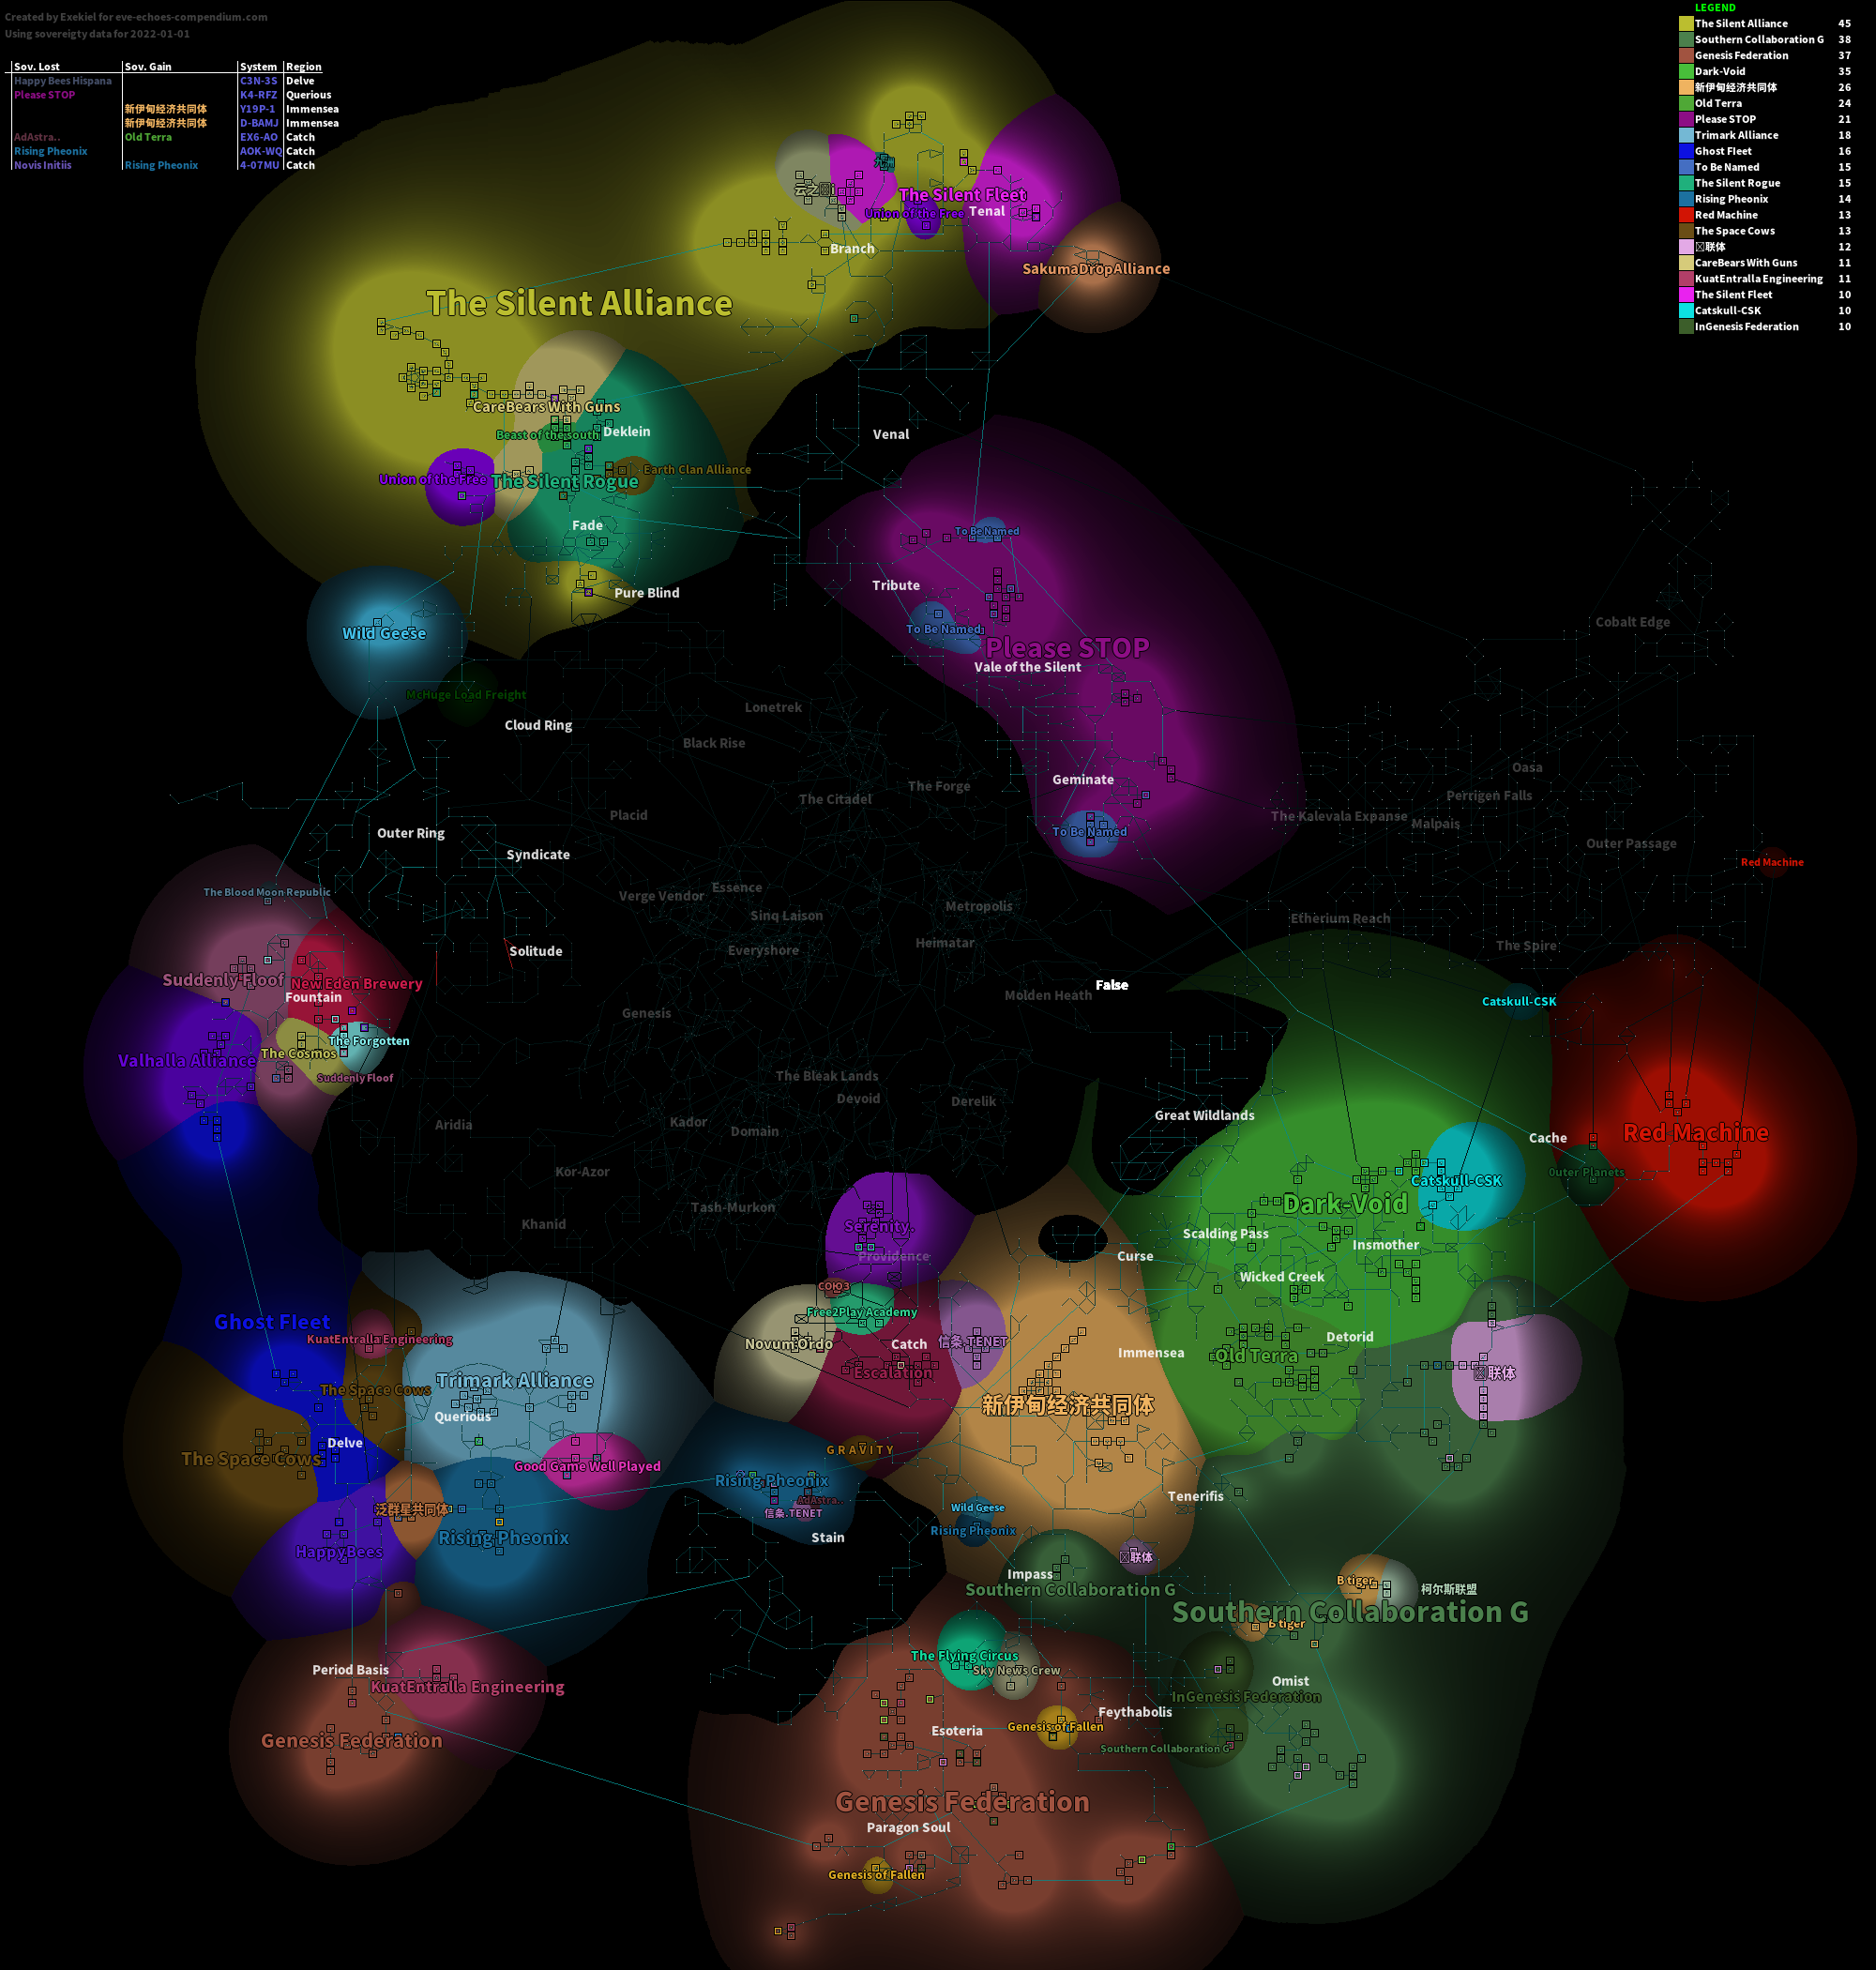 Created by Exekiel for eve-echoes-compendium.com
Using sovereigty data for 2022-01-01
Sov. Lost Sov. Gain System Region
Happy Bees Hispana C3N-3S Delve
Please STOP K4-RFZ Querious
新伊甸经济共同体 Y19P-1 Immensea
新伊甸经济共同体 D-BAMJ Immensea
AdAstra.. Old Terra EX6-AO Catch
Rising Pheonix AOK-WQ Catch
Novis Initiis Rising Pheonix 4-07MU Catch
LEGEND
The Silent Alliance 45
Southern Collaboration G 38
Genesis Federation 37
Dark-Void 35
新伊甸经济共同体 26
Old Terra 24
Please STOP 21
Trimark Alliance 18
Ghost Fleet 16
To Be Named 15
The Silent Rogue 15
Rising Pheonix 14
Red Machine 13
The Space Cows 13
联体 12
CareBears With Guns 11
KuatEntralla Engineering 11
The Silent Fleet 10
Catskull-CSK 10
InGenesis Federation 10
云之 i
The Silent Fleet
Union of the Free
Tenal
Branch
SakumaDropAlliance
The Silent Alliance
CareBears With Guns
Beast of the south
Deklein
Venal
Earth Clan Alliance
Union of the Free
The Silent Rogue
Fade
To Be Named
Tribute
Pure Blind
Cobalt Edge
To Be Named
Wild Geese
Please STOP
Vale of the Silent
McHuge Load Freight
Lonetrek
Cloud Ring
Black Rise
Oasa
Geminate
The Forge
Perrigen Falls
The Citadel
Placid
The Kalevala Expanse
Malpais
Outer Ring
To Be Named
Outer Passage
Syndicate
Red Machine
The Blood Moon Republic
Essence
Verge Vendor
Metropolis
Sinq Laison
Etherium Reach
Heimatar
The Spire
Everyshore
Solitude
Suddenly Floof
New Eden Brewery
False
Fountain
Molden Heath
Catskull-CSK
Genesis
The Forgotten
The Cosmos
Valhalla Alliance
Suddenly Floof
The Bleak Lands
Devoid
Derelik
Great Wildlands
Kador
Aridia
Domain
Red Machine
Cache
Kor-Azor
Outer Planets
Catskull-CSK
Dark-Void
Tash-Murkon
Khanid
Serenity.
Scalding Pass
Insmother
Providence
Curse
Wicked Creek
СОЮЗ
Free2Play Academy
Ghost Fleet
KuatEntralla Engineering
Novum Ordo
Catch
信条.TENET
Detorid
Immensea
Old Terra
Escalation
联体
Trimark Alliance
The Space Cows
新伊甸经济共同体
Querious
Delve
GRAVITY
The Space Cows
Good Game Well Played
Rising Pheonix
Tenerifis
AdAstra..
泛群星共同体
信条.TENET
Wild Geese
Rising Pheonix
Rising Pheonix
Stain
HappyBees
联体
Impass
B tiger
柯尔斯联盟
Southern Collaboration G
Southern Collaboration G
B tiger
The Flying Circus
Period Basis
Sky News Crew
Omist
KuatEntralla Engineering
InGenesis Federation
Feythabolis
Esoteria
Genesis of Fallen
Genesis Federation
Southern Collaboration G
Genesis Federation
Paragon Soul
Genesis of Fallen